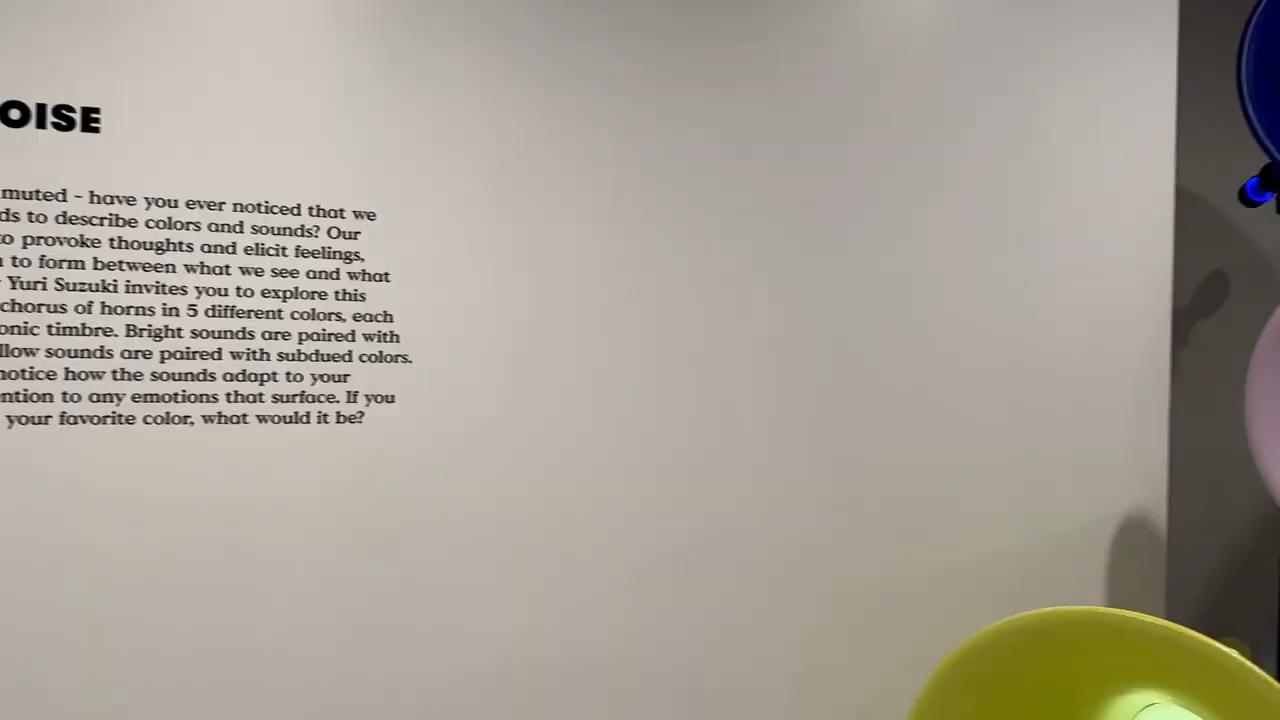 OISE
muted - have you ever noticed that we
ds to describe colors and sounds? Our
to provoke thoughts and elicit feelings,
to form between what we see and what
Yuri Suzuki invites you to explore this
chorus of horns in 5 different colors, each
onic timbre. Bright sounds are paired with
llow sounds are paired with subdued colors.
notice how the sounds adapt to your
ntion to any emotions that surface. If you
your favorite color, what would it be?